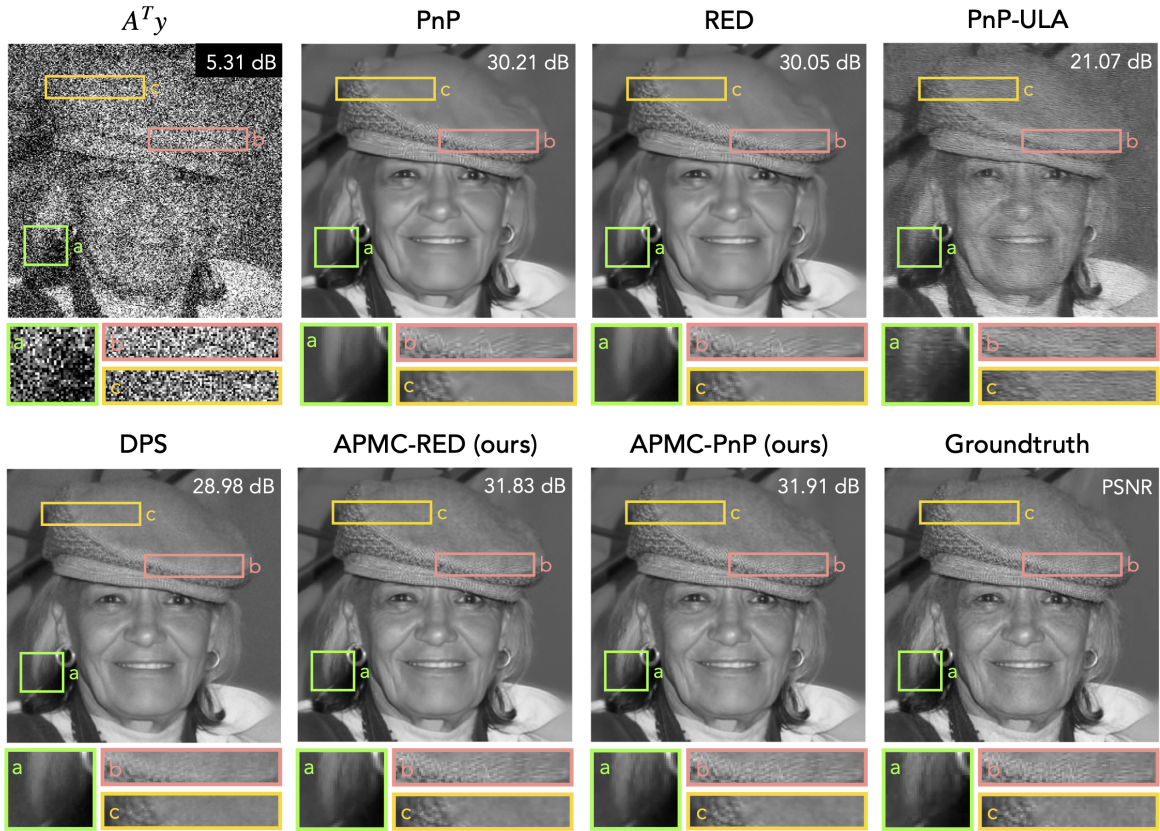 Aᵀy
PnP
RED
PnP-ULA
5.31 dB
30.21 dB
30.05 dB
21.07 dB
c
c
c
c
b
b
b
b
a
a
a
a
a
b
a
b
a
b
a
b
c
c
c
c
DPS
APMC-RED (ours)
APMC-PnP (ours)
Groundtruth
28.98 dB
31.83 dB
31.91 dB
PSNR
c
c
c
c
b
b
b
b
a
a
a
a
a
b
a
b
a
b
a
b
c
c
c
c